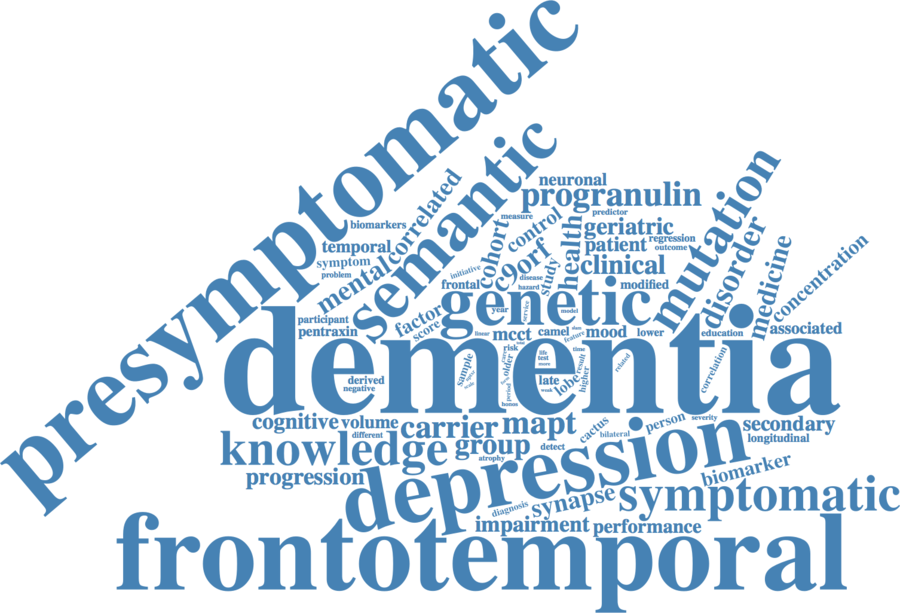 presymptomatic
semantic
neuronal
progranulin
mutation
correlated
measure
predictor
biomarkers
control
geriatric
cohort
health
disorder
temporal
mental
c9orf
patient
regression
outcome
medicine
concentration
symptom
problem
initiative
disease
study
clinical
frontal
hazard
modified
genetic
year
service
model
participant
factor
pentraxin
score
linear
mcct
camel
then
feature
mood
lower
education
associated
dementia
risk
older
sample
life
test
more
time
result
related
correlation
derived
negative
late
weak
lobe
higher
period
human
cognitive
volume
different
carrier
mapt
cactus
bilateral
person
severity
secondary
longitudinal
knowledge
group
atrophy
detect
depression
progression
biomarker
diagnosis
synapse
symptomatic
impairment
performance
frontotemporal